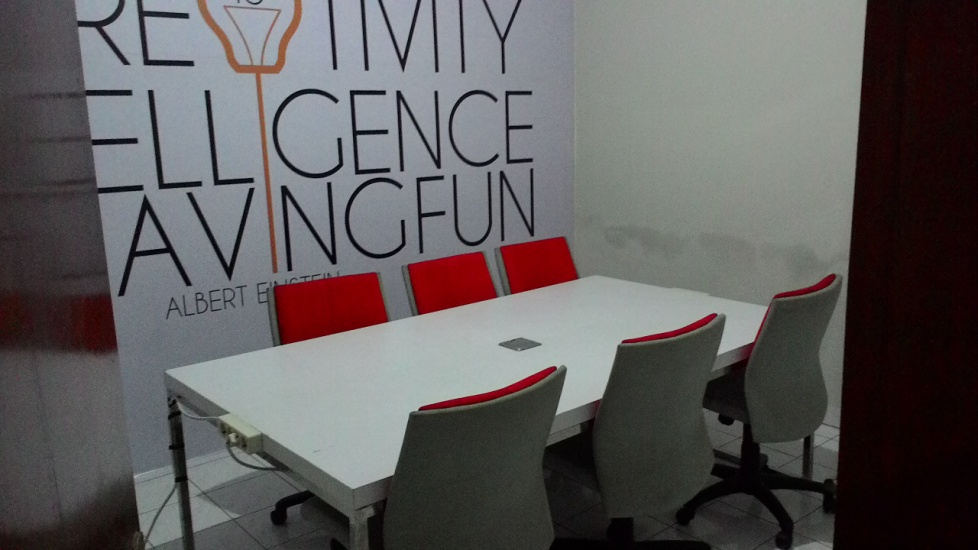 RE TIVITY
ELLIGENCE
AVINGFUN
ALBERT EINSTEIN